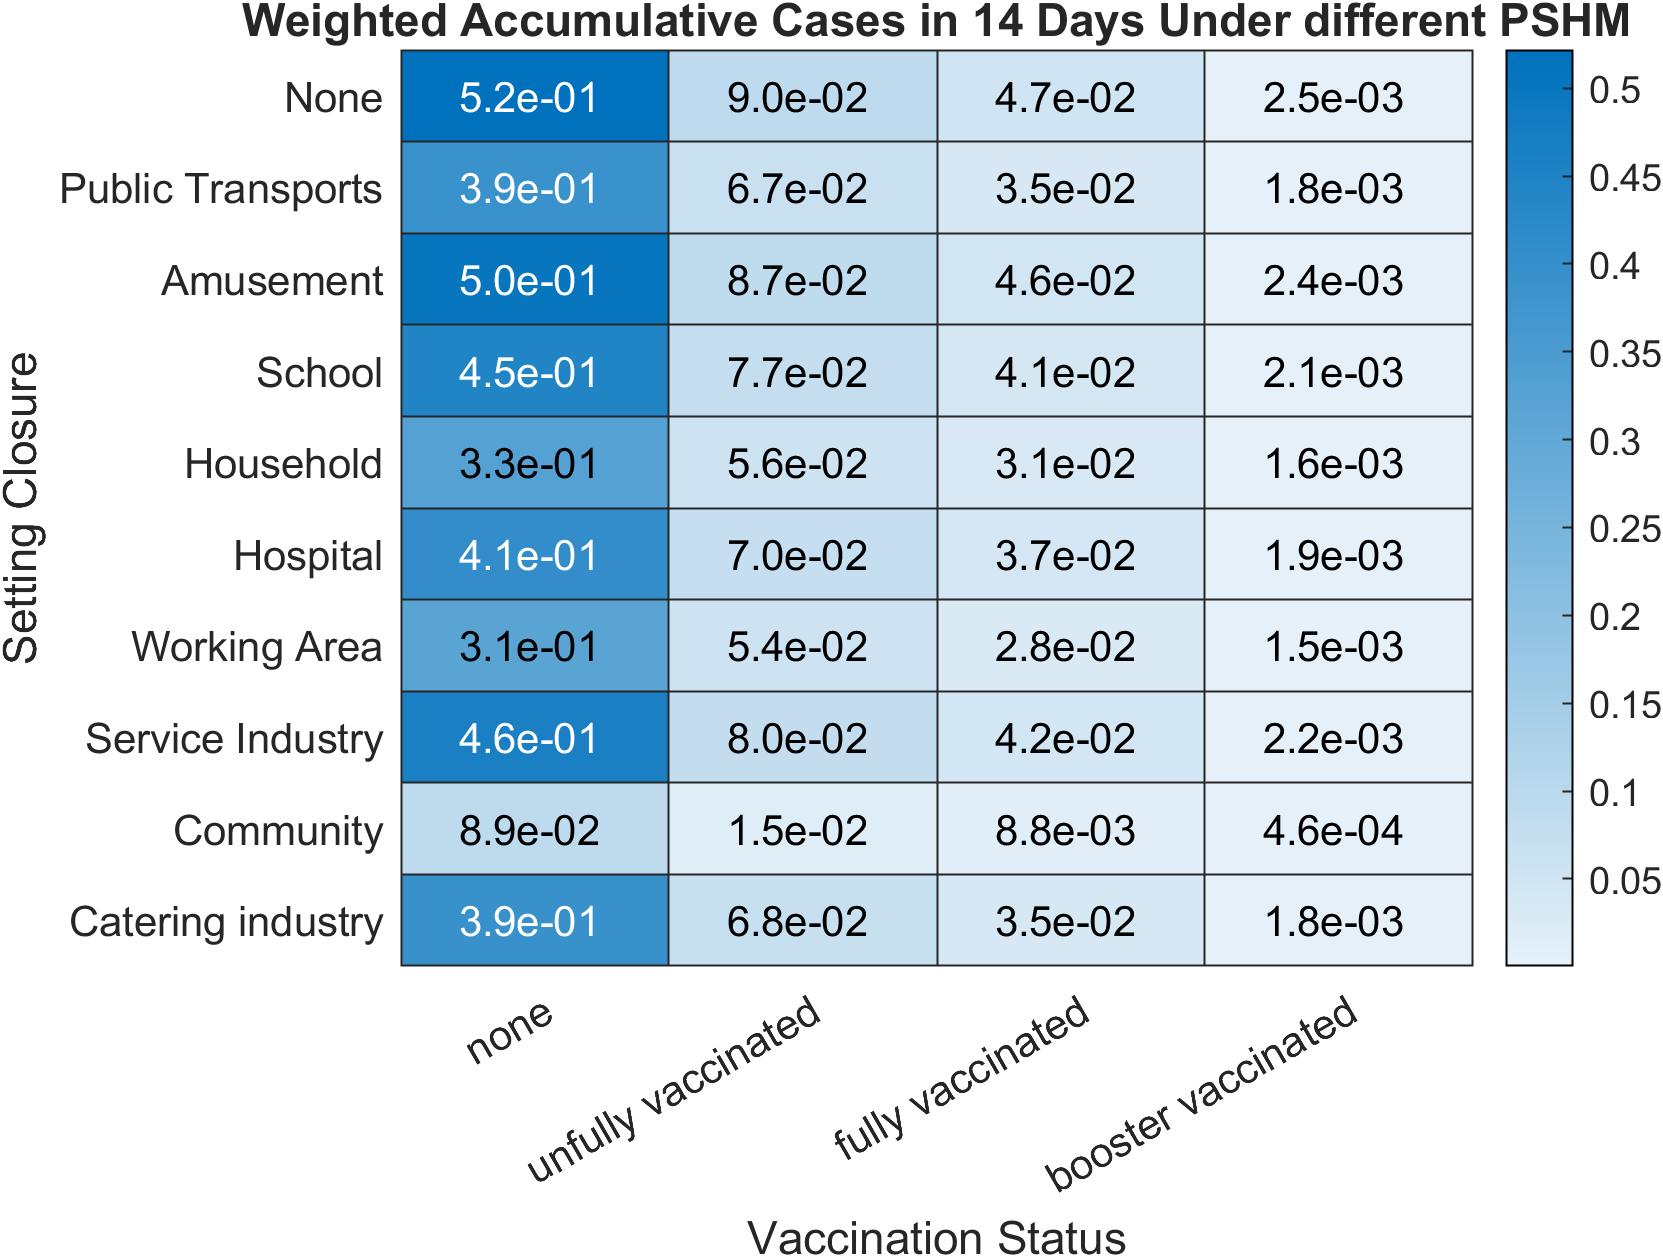 Weighted Accumulative Cases in 14 Days Under different PSHM
None 5.2e-01 9.0e-02 4.7e-02 2.5e-03
Public Transports 3.9e-01 6.7e-02 3.5e-02 1.8e-03
Amusement 5.0e-01 8.7e-02 4.6e-02 2.4e-03
School 4.5e-01 7.7e-02 4.1e-02 2.1e-03
Household 3.3e-01 5.6e-02 3.1e-02 1.6e-03
Hospital 4.1e-01 7.0e-02 3.7e-02 1.9e-03
Working Area 3.1e-01 5.4e-02 2.8e-02 1.5e-03
Service Industry 4.6e-01 8.0e-02 4.2e-02 2.2e-03
Community 8.9e-02 1.5e-02 8.8e-03 4.6e-04
Catering industry 3.9e-01 6.8e-02 3.5e-02 1.8e-03
Setting Closure
none
unfully vaccinated
fully vaccinated
booster vaccinated
Vaccination Status
0.5
0.45
0.4
0.35
0.3
0.25
0.2
0.15
0.1
0.05